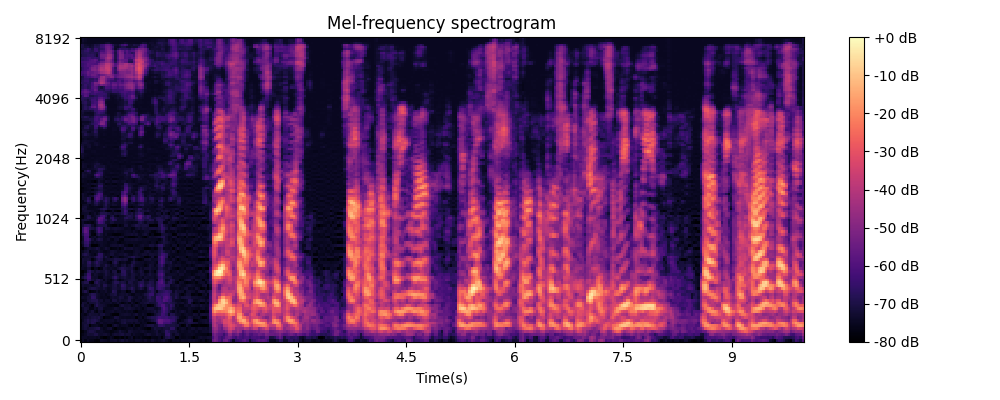 Mel-frequency spectrogram
8192
4096
2048
1024
512
0
Frequency(Hz)
0
1.5
3
4.5
6
7.5
9
Time(s)
+0 dB
-10 dB
-20 dB
-30 dB
-40 dB
-50 dB
-60 dB
-70 dB
-80 dB